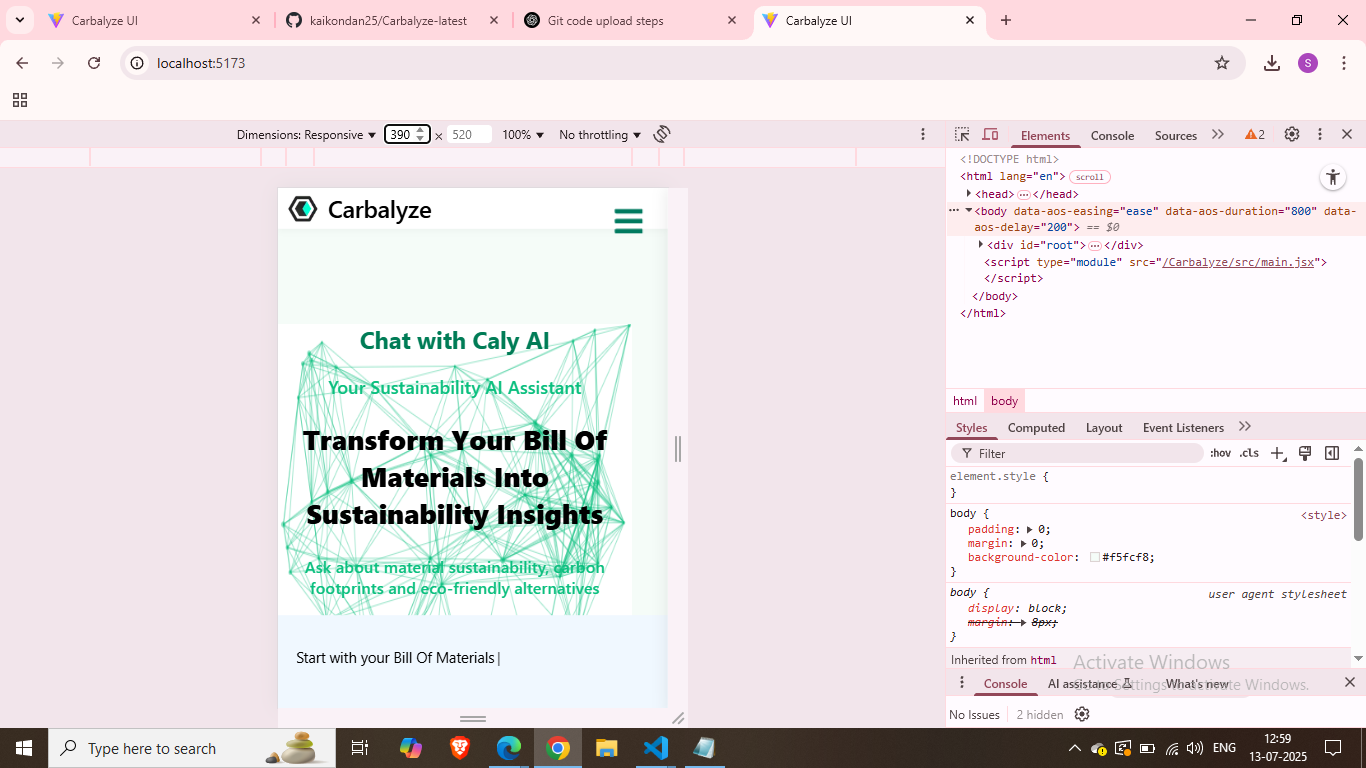 Carbalyze UI
kaikondan25/Carbalyze-latest
Git code upload steps
Carbalyze UI
localhost:5173
S
Dimensions: Responsive 390 × 520 100% No throttling
Elements Console Sources 2
<!DOCTYPE html>
<html lang="en"> scroll
<head> … </head>
<body data-aos-easing="ease" data-aos-duration="800" data-
aos-delay="200"> == $0
<div id="root"> … </div>
<script type="module" src="/Carbalyze/src/main.jsx">
</script>
</body>
</html>
html body
Styles Computed Layout Event Listeners
Filter :hov .cls
element.style {
}
body { <style>
padding: 0;
margin: 0;
background-color: #f5fcf8;
}
body { user agent stylesheet
display: block;
margin: 8px;
}
Inherited from html
Console AI assistance What's new
No Issues 2 hidden
Carbalyze
Chat with Caly AI
Your Sustainability AI Assistant
Transform Your Bill Of
Materials Into
Sustainability Insights
Ask about material sustainability, carbon
footprints and eco-friendly alternatives
Start with your Bill Of Materials |
Activate Windows
Go to Settings to activate Windows.
Type here to search
ENG
12:59
13-07-2025